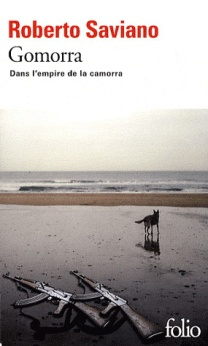 Roberto Saviano
Gomorra
Dans l'empire de la camorra
folio